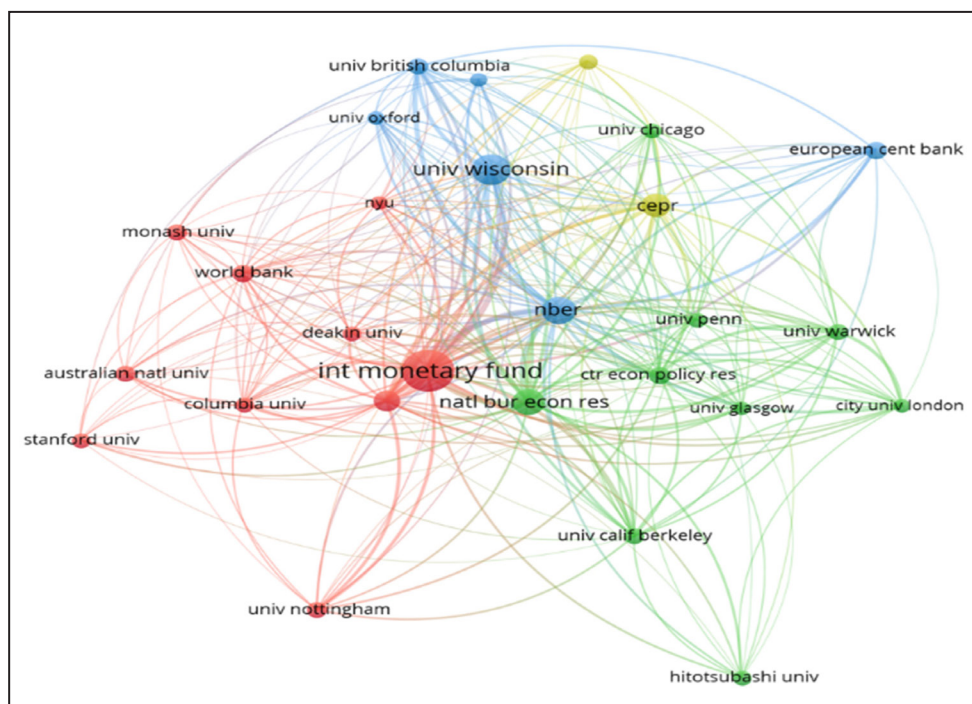 univ british columbia
univ oxford
univ chicago
european cent bank
univ wisconsin
nyu
cepr
monash univ
world bank
nber
univ penn
deakin univ
univ warwick
int monetary fund
australian natl univ
ctr econ policy res
columbia univ
natl bur econ res
univ glasgow
city univ london
stanford univ
univ calif berkeley
univ nottingham
hitotsubashi univ